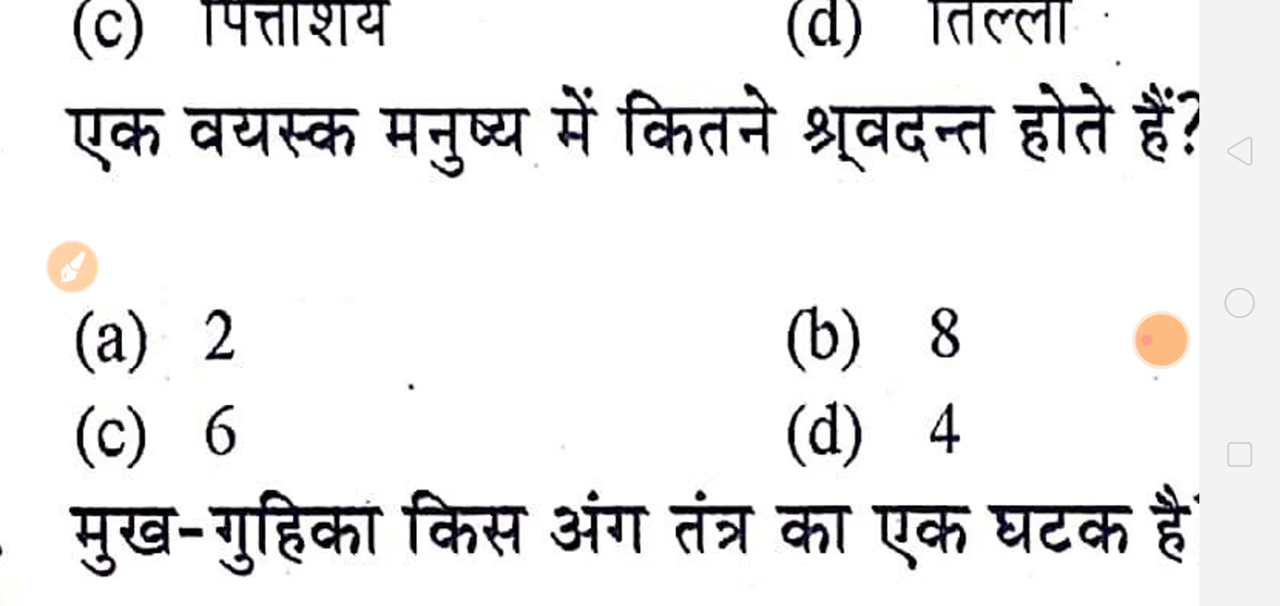 (c) पित्ताशय (d) तिल्ली
एक वयस्क मनुष्य में कितने श्र्वदन्त होते हैं?
(a) 2 (b) 8
(c) 6 (d) 4
मुख-गुहिका किस अंग तंत्र का एक घटक है